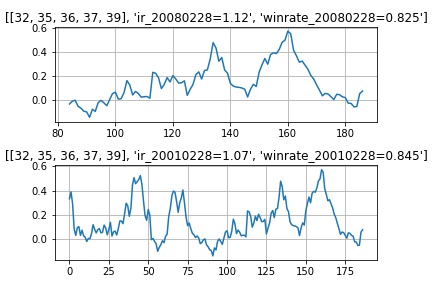 [[32, 35, 36, 37, 39], 'ir_20080228=1.12', 'winrate_20080228=0.825']
0.6
0.4
0.2
0.0
80 100 120 140 160 180
[[32, 35, 36, 37, 39], 'ir_20010228=1.07', 'winrate_20010228=0.845']
0.6
0.4
0.2
0.0
0 25 50 75 100 125 150 175